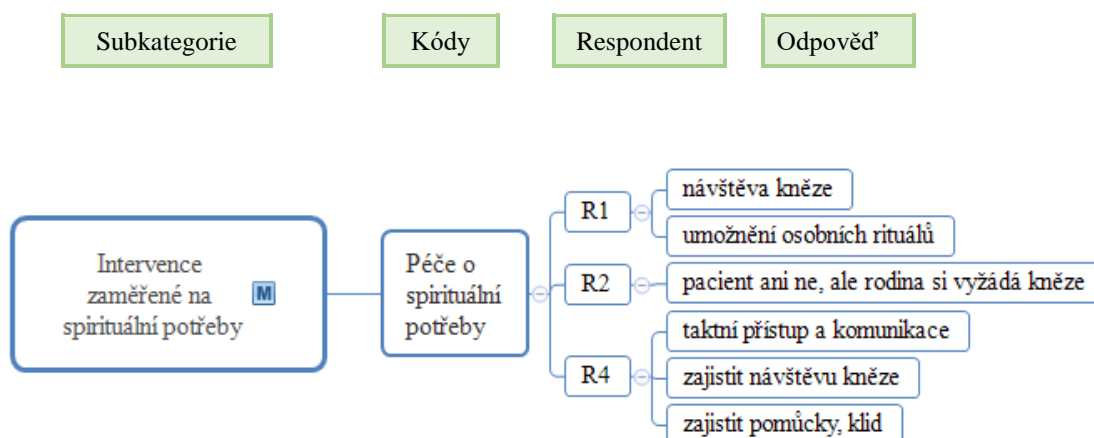 Subkategorie
Kódy
Respondent
Odpověď
Intervence
zaměřené na
spirituální potřeby
M
Péče o
spirituální
potřeby
R1
návštěva kněze
umožnění osobních rituálů
R2
pacient ani ne, ale rodina si vyžádá kněze
R4
taktní přístup a komunikace
zajistit návštěvu kněze
zajistit pomůcky, klid